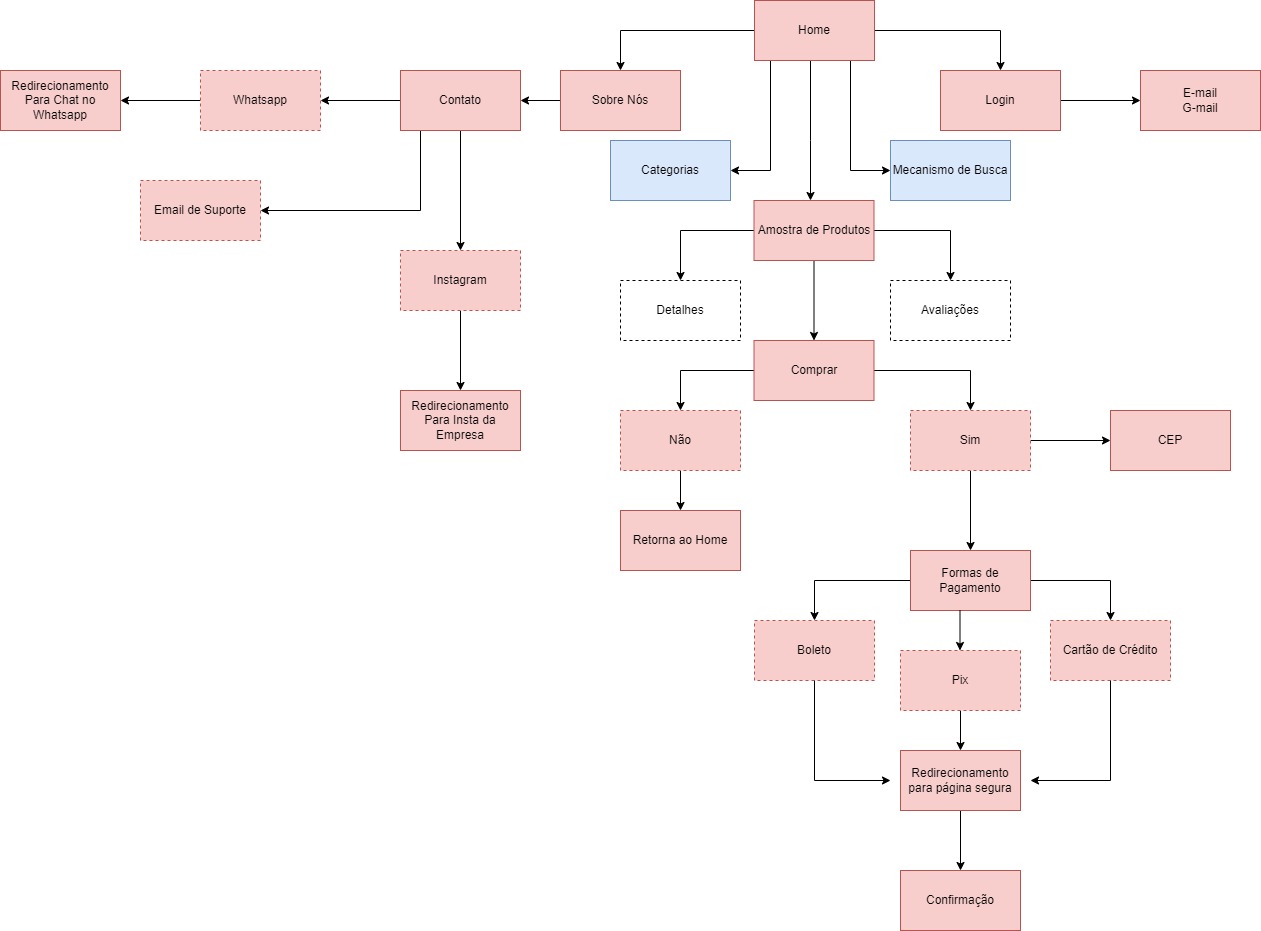 Home
Redirecionamento
Para Chat no
Whatsapp
Whatsapp
Contato
Sobre Nós
Login
E-mail
G-mail
Categorias
Mecanismo de Busca
Email de Suporte
Amostra de Produtos
Instagram
Detalhes
Avaliações
Comprar
Redirecionamento
Para Insta da
Empresa
Não
Sim
CEP
Retorna ao Home
Formas de
Pagamento
Boleto
Pix
Cartão de Crédito
Redirecionamento
para página segura
Confirmação